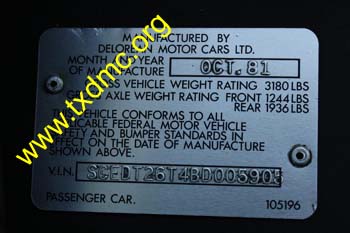 MANUFACTURED BY
DELOREAN MOTOR CARS LTD.
MONTH AND YEAR
OF MANUFACTURE OCT.81
GROSS VEHICLE WEIGHT RATING 3180 LBS
GROSS AXLE WEIGHT RATING FRONT 1244 LBS
REAR 1936 LBS
THIS VEHICLE CONFORMS TO ALL
APPLICABLE FEDERAL MOTOR VEHICLE
SAFETY AND BUMPER STANDARDS IN
EFFECT ON THE DATE OF MANUFACTURE
SHOWN ABOVE
V.I.N.
PASSENGER CAR. 105196
www.txdmc.org